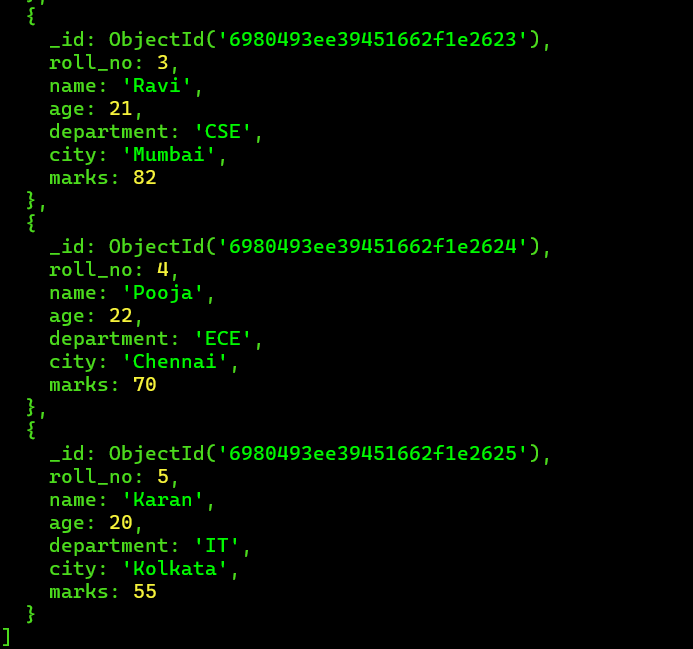 },
{
_id: ObjectId('6980493ee39451662f1e2623'),
roll_no: 3,
name: 'Ravi',
age: 21,
department: 'CSE',
city: 'Mumbai',
marks: 82
},
{
_id: ObjectId('6980493ee39451662f1e2624'),
roll_no: 4,
name: 'Pooja',
age: 22,
department: 'ECE',
city: 'Chennai',
marks: 70
},
{
_id: ObjectId('6980493ee39451662f1e2625'),
roll_no: 5,
name: 'Karan',
age: 20,
department: 'IT',
city: 'Kolkata',
marks: 55
}
]